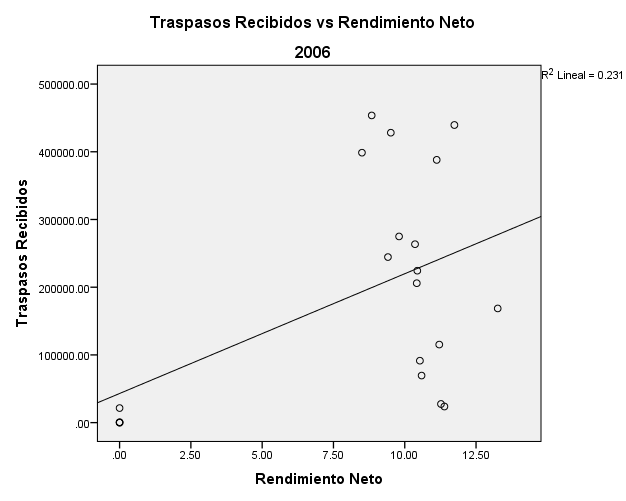 Traspasos Recibidos vs Rendimiento Neto
2006
R2 Lineal = 0.231
500000.00
400000.00
300000.00
200000.00
100000.00
.00
Traspasos Recibidos
.00 2.50 5.00 7.50 10.00 12.50
Rendimiento Neto